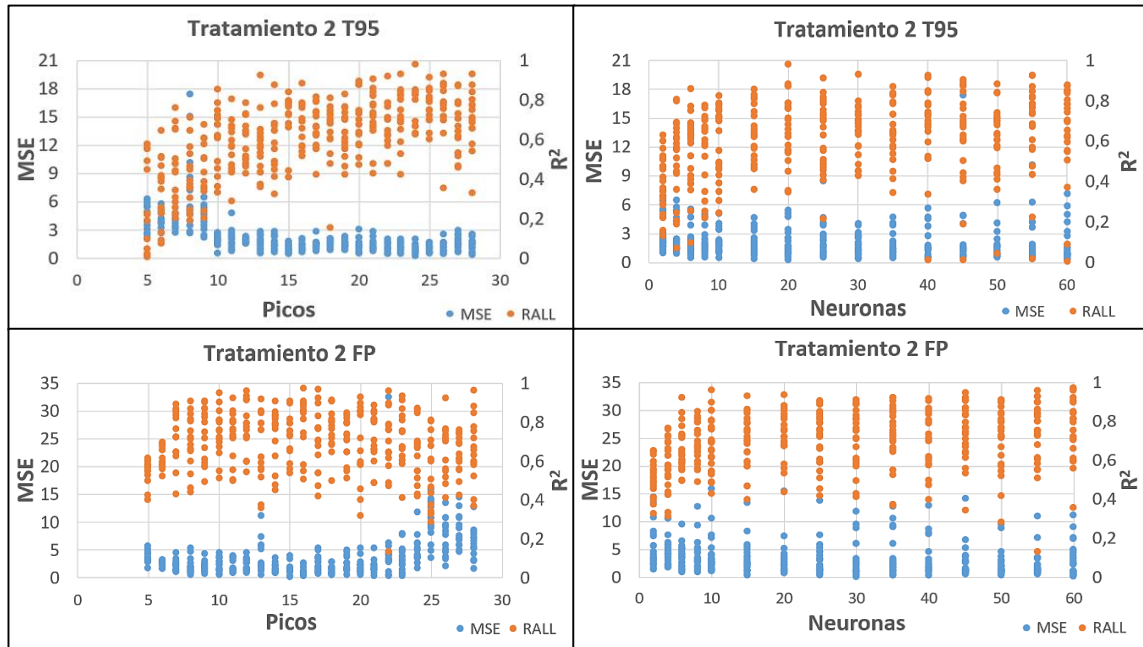 Tratamiento 2 T95
MSE
21
18
15
12
9
6
3
0
1
0,8
0,6
0,4
0,2
0
R²
0 5 10 15 20 25 30
Picos
MSE RALL
Tratamiento 2 T95
MSE
21
18
15
12
9
6
3
0
1
0,8
0,6
0,4
0,2
0
R²
0 10 20 30 40 50 60
Neuronas
MSE RALL
Tratamiento 2 FP
MSE
35
30
25
20
15
10
5
0
1
0,8
0,6
0,4
0,2
0
R²
0 5 10 15 20 25 30
Picos
MSE RALL
Tratamiento 2 FP
MSE
35
30
25
20
15
10
5
0
1
0,8
0,6
0,4
0,2
0
R²
0 10 20 30 40 50 60
Neuronas
MSE RALL